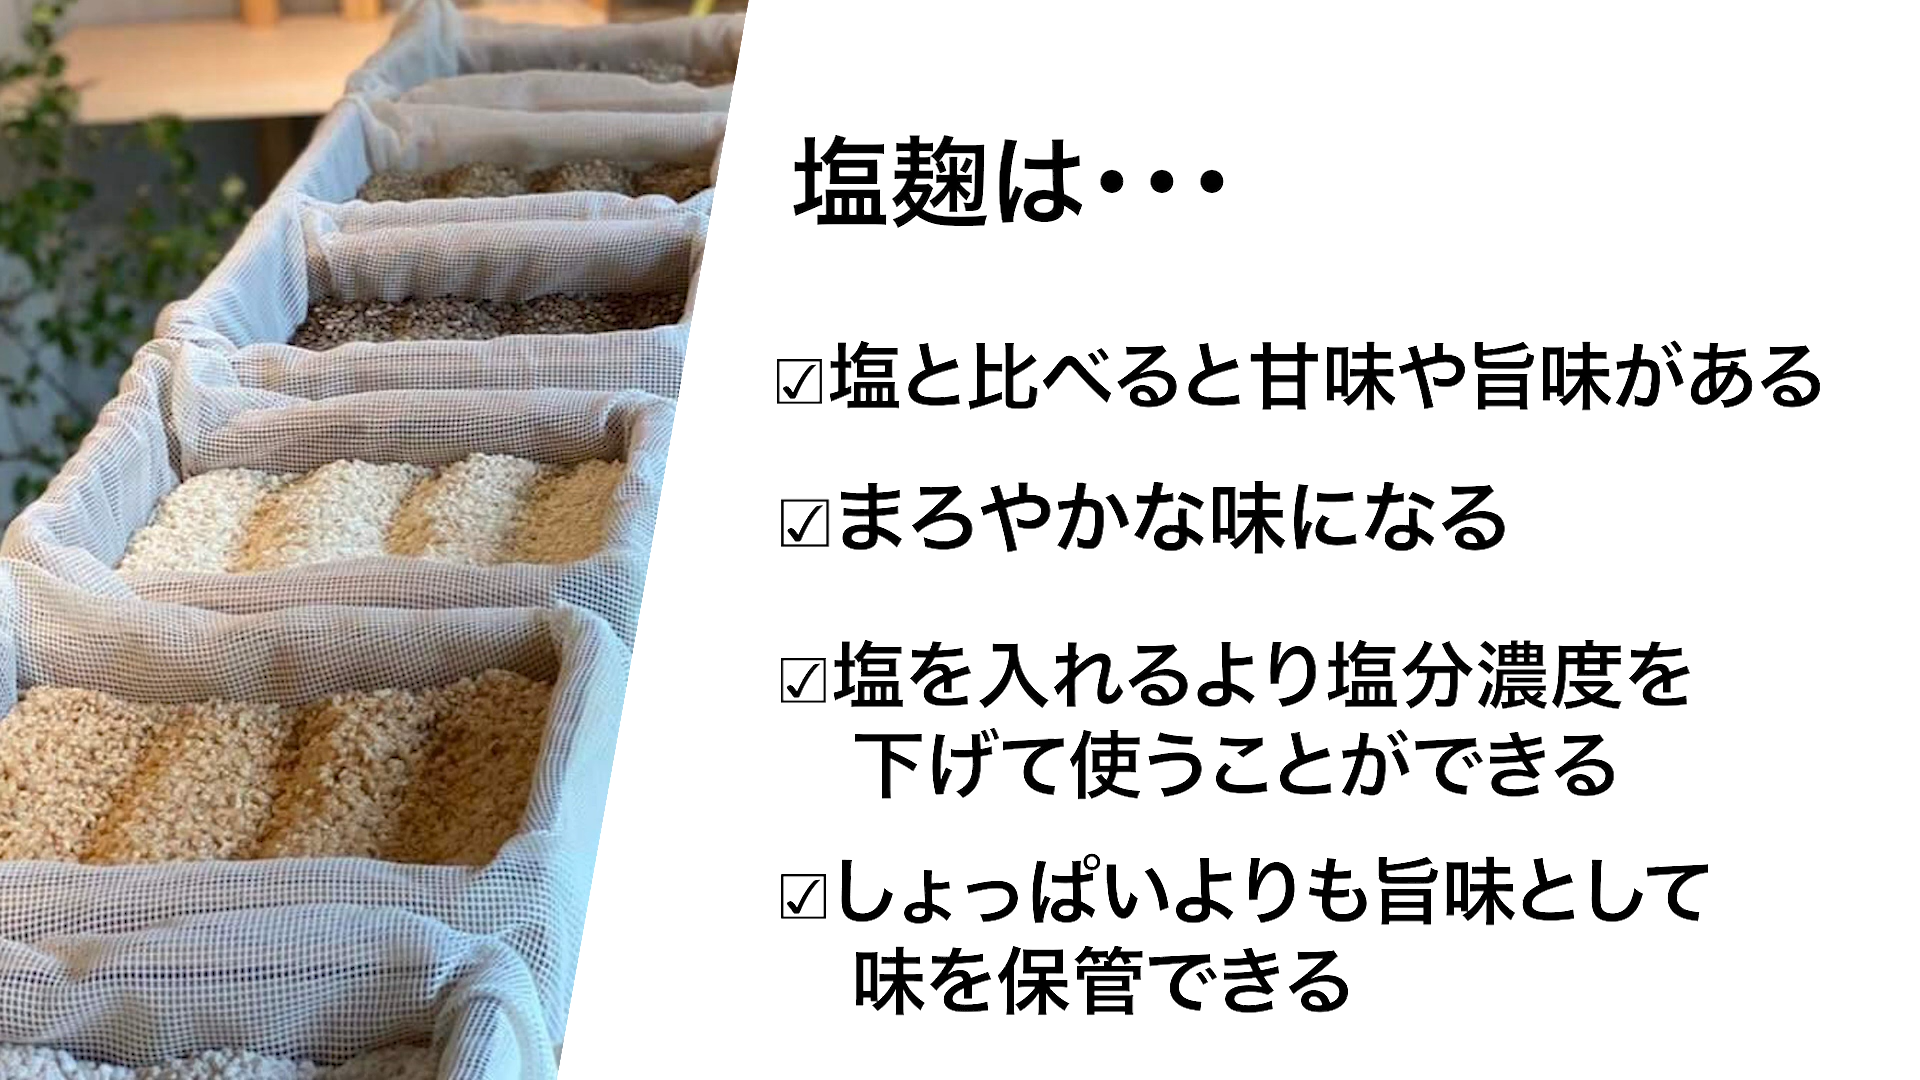 塩麹は・・・
☑塩と比べると甘味や旨味がある
☑まろやかな味になる
☑塩を入れるより塩分濃度を
下げて使うことができる
☑しょっぱいよりも旨味として
味を保管できる